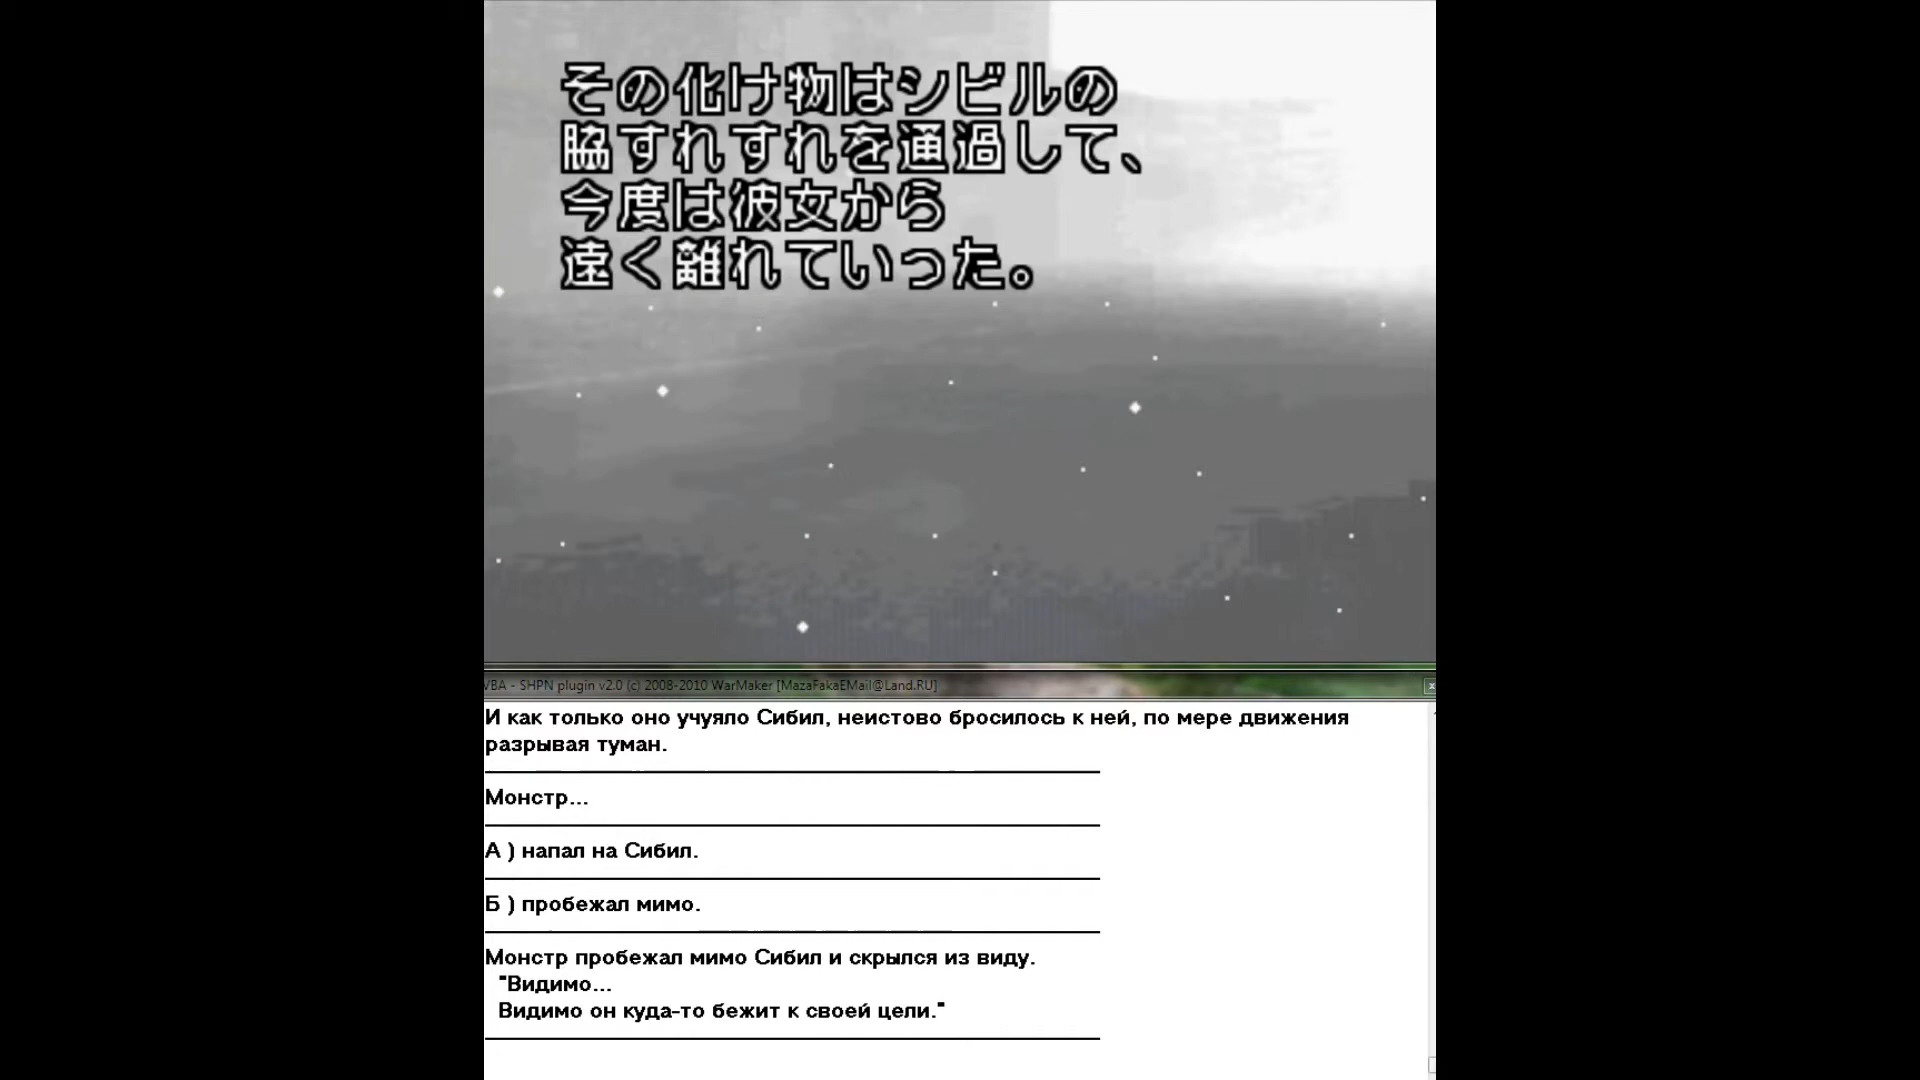 その化け物はシビルの
脇すれすれを通過して、
今度は彼女から
遠く離れていった。
VBA - SHPN plugin v2.0 (c) 2008-2010 WarMaker [MazaFakaEMail@Land.RU]
И как только оно учуяло Сибил, неистово бросилось к ней, по мере движения
разрывая туман.
Монстр...
А ) напал на Сибил.
Б ) пробежал мимо.
Монстр пробежал мимо Сибил и скрылся из виду.
"Видимо...
Видимо он куда-то бежит к своей цели."